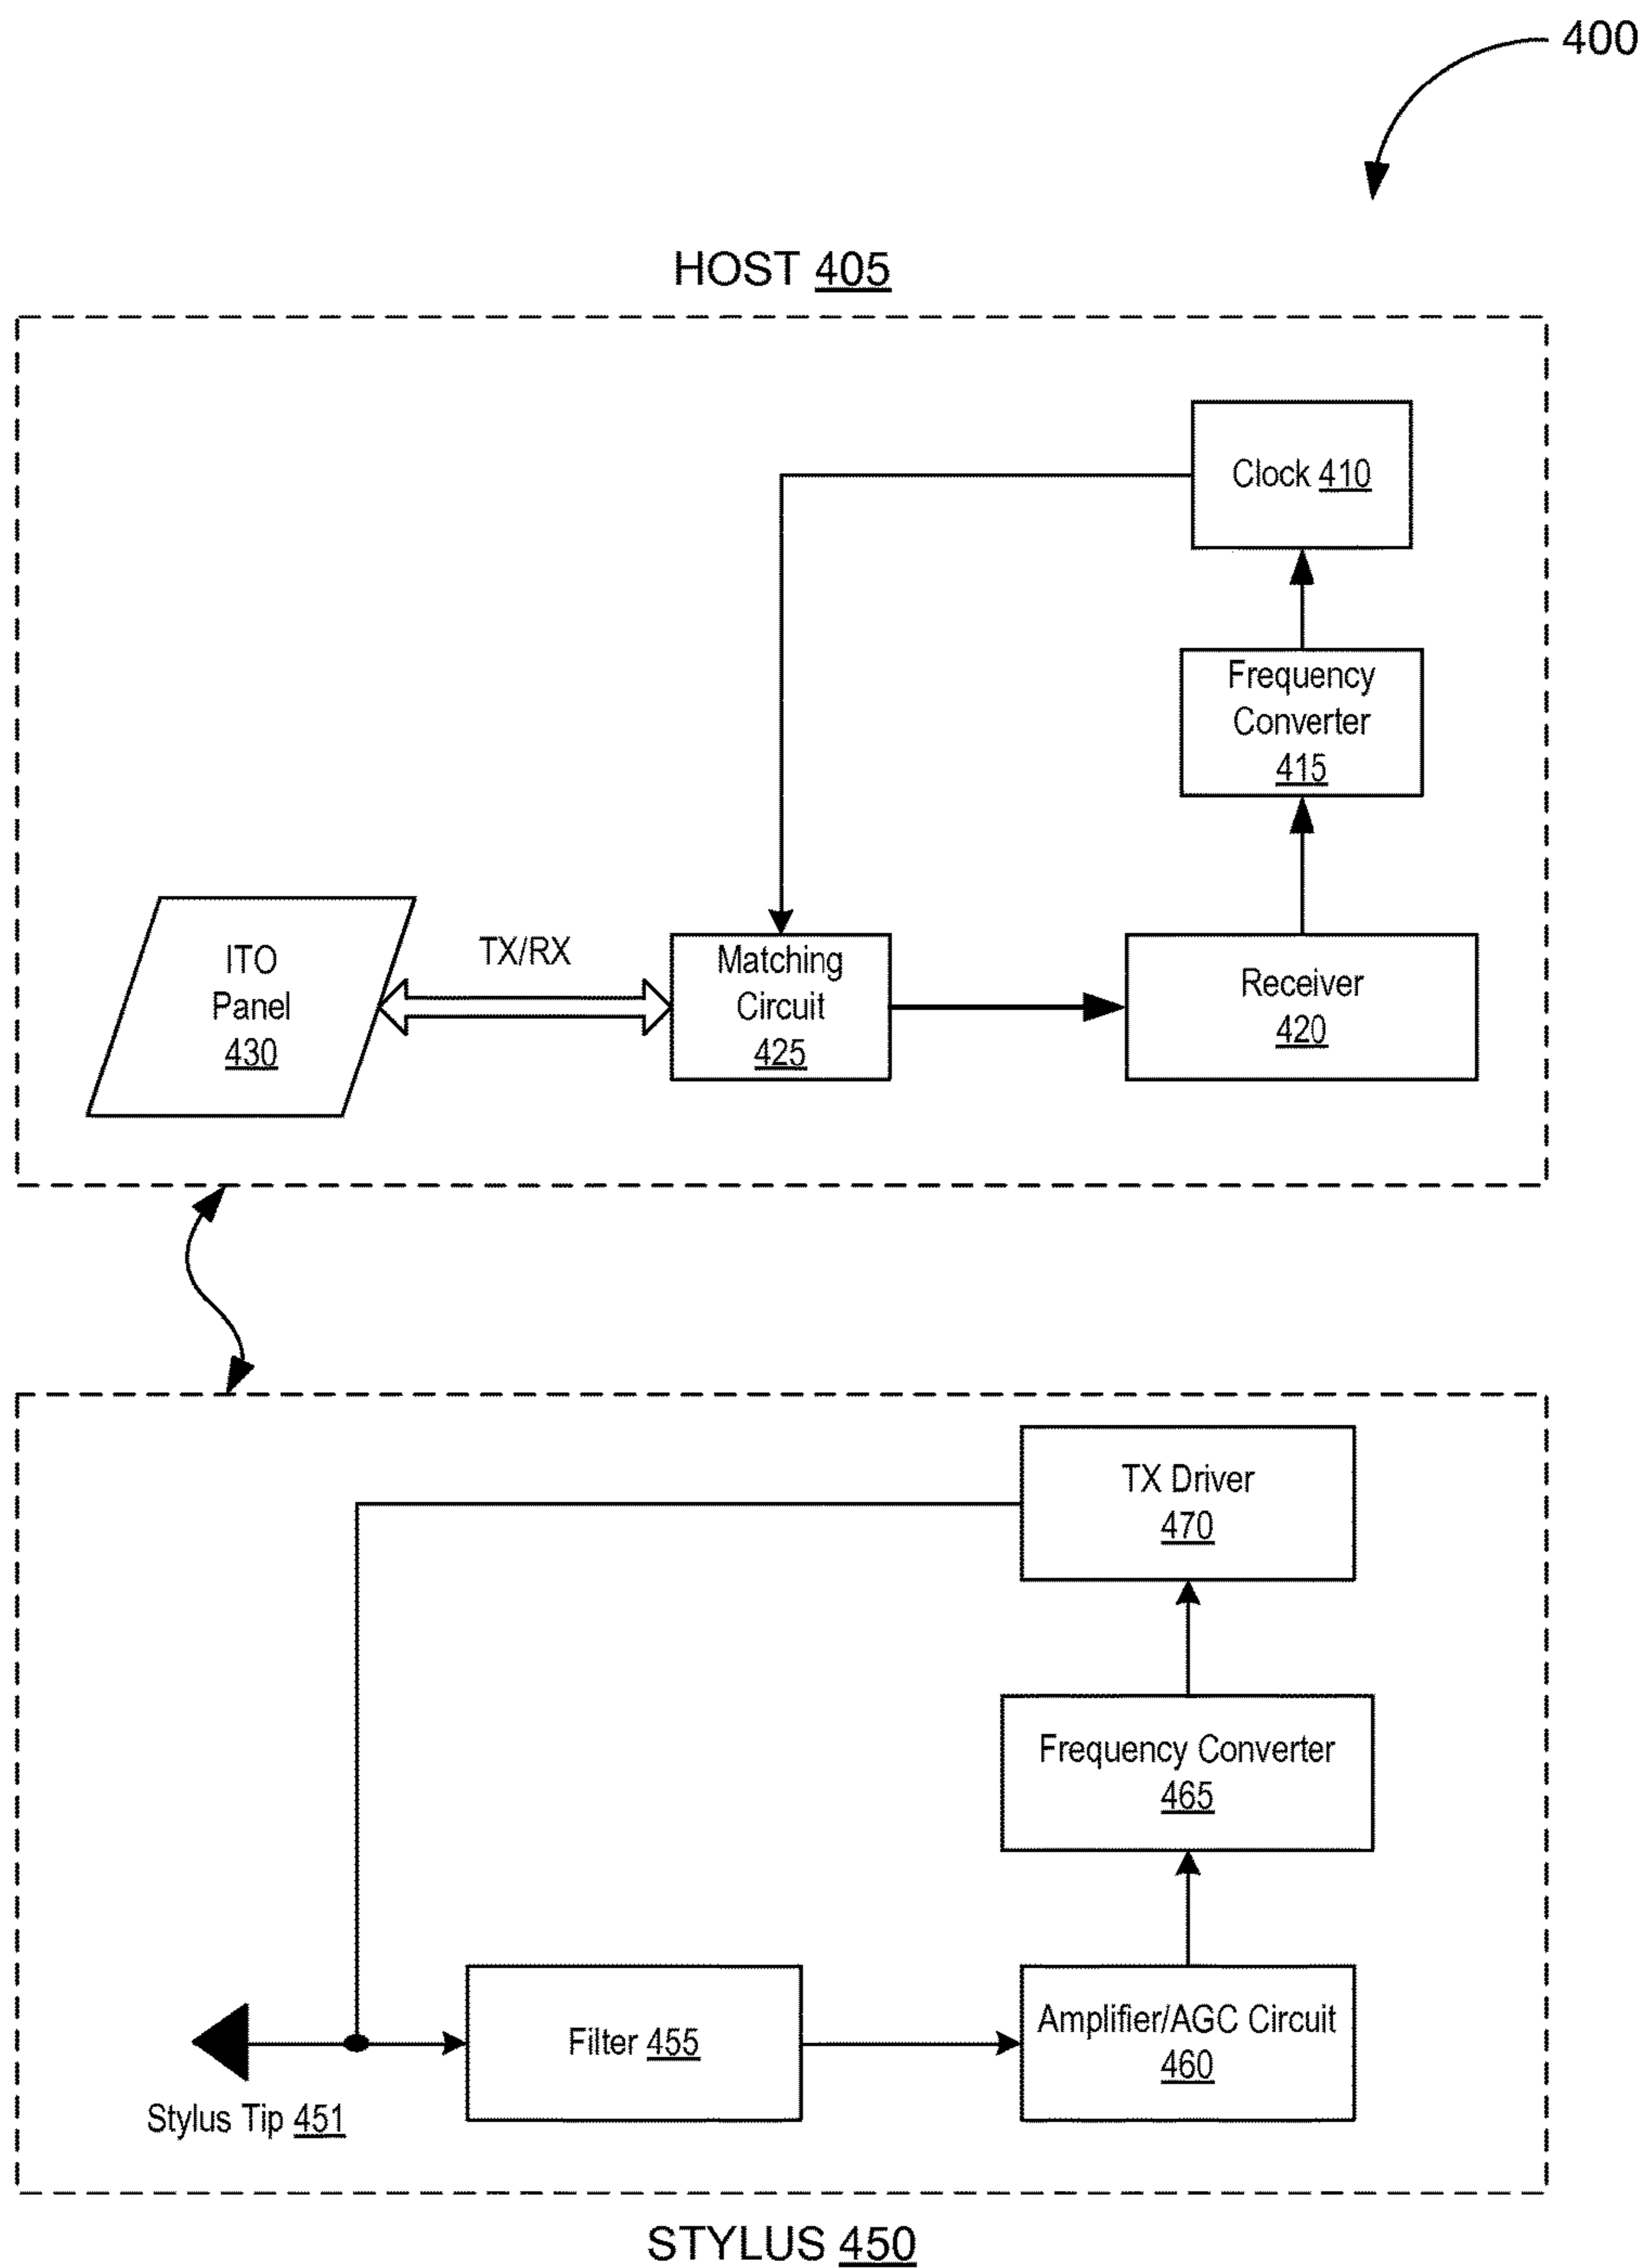 400
HOST 405
Clock 410
Frequency
Converter
415
ITO
Panel
430
TX/RX
Matching
Circuit
425
Receiver
420
TX Driver
470
Frequency Converter
465
Filter 455
Amplifier/AGC Circuit
460
Stylus Tip 451
STYLUS 450